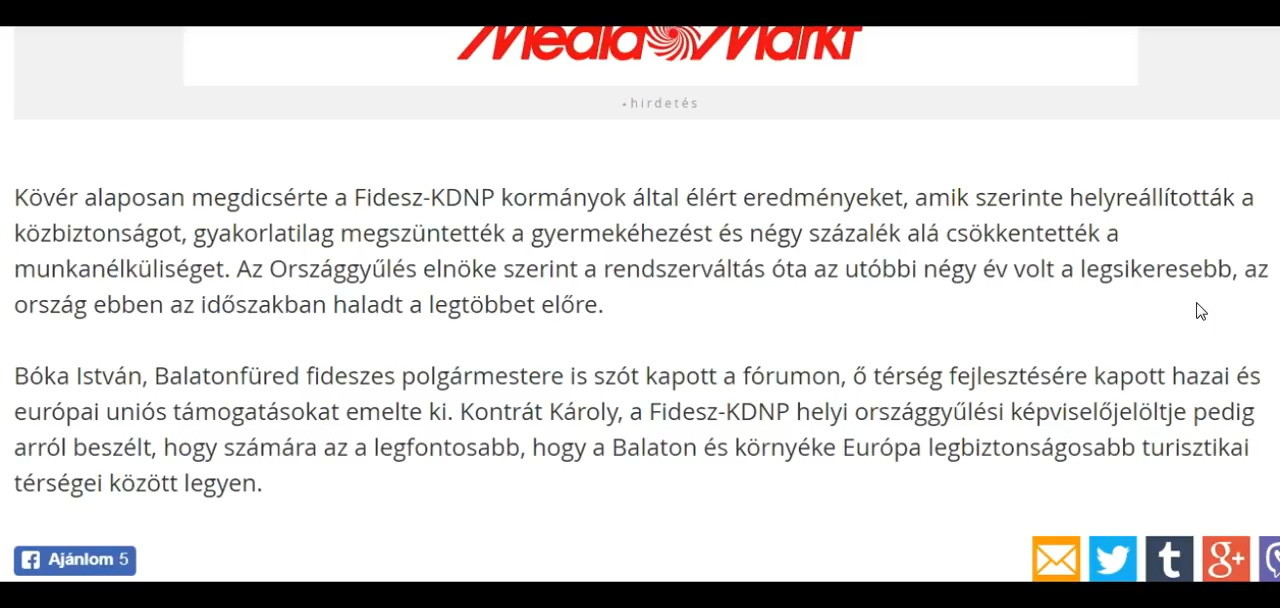 Media Markt
hirdetés
Kövér alaposan megdicsérte a Fidesz-KDNP kormányok által élért eredményeket, amik szerinte helyreállították a
közbiztonságot, gyakorlatilag megszüntették a gyermekéhezést és négy százalék alá csökkentették a
munkanélküliséget. Az Országgyűlés elnöke szerint a rendszerváltás óta az utóbbi négy év volt a legsikeresebb, az
ország ebben az időszakban haladt a legtöbbet előre.
Bóka István, Balatonfüred fideszes polgármestere is szót kapott a fórumon, ő térség fejlesztésére kapott hazai és
európai uniós támogatásokat emelte ki. Kontrát Károly, a Fidesz-KDNP helyi országgyűlési képviselőjelöltje pedig
arról beszélt, hogy számára az a legfontosabb, hogy a Balaton és környéke Európa legbiztonságosabb turisztikai
térségei között legyen.
Ajánlom 5
t g+